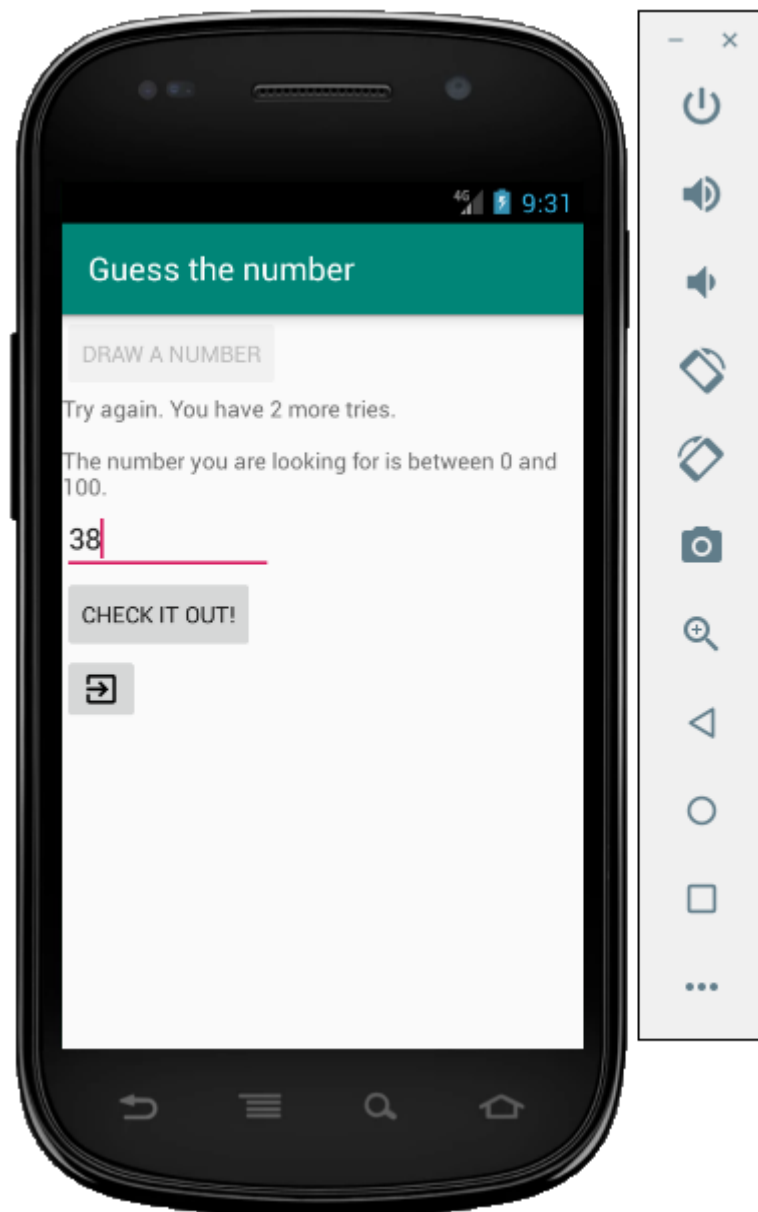 4G 9:31
Guess the number
DRAW A NUMBER
Try again. You have 2 more tries.
The number you are looking for is between 0 and
100.
38
CHECK IT OUT!